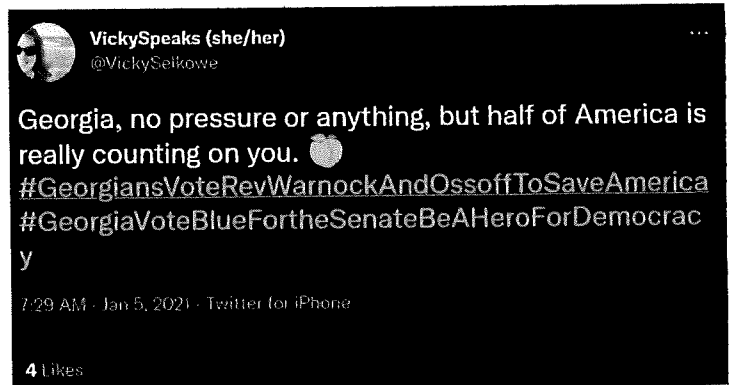 VickySpeaks (she/her)
@VickySelkowe
Georgia, no pressure or anything, but half of America is
really counting on you. 🍑
#GeorgiansVoteRevWarnockAndOssoffToSaveAmerica
#GeorgiaVoteBlueFortheSenateBeAHeroForDemocrac
y
7:29 AM · Jan 5, 2021 · Twitter for iPhone
4 Likes